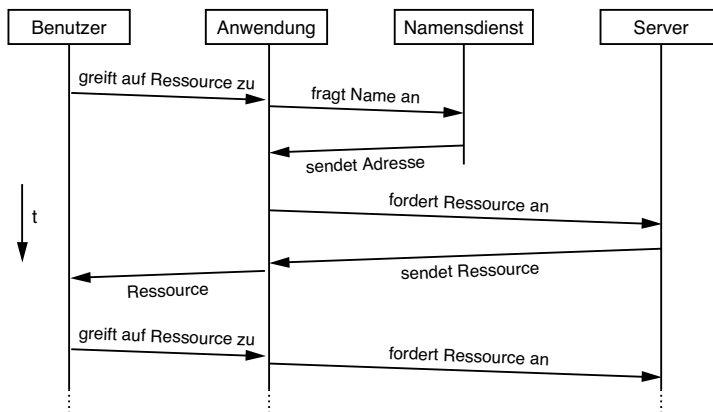 Benutzer
Anwendung
Namensdienst
Server
greift auf Ressource zu
fragt Name an
sendet Adresse
fordert Ressource an
t
sendet Ressource
Ressource
greift auf Ressource zu
fordert Ressource an